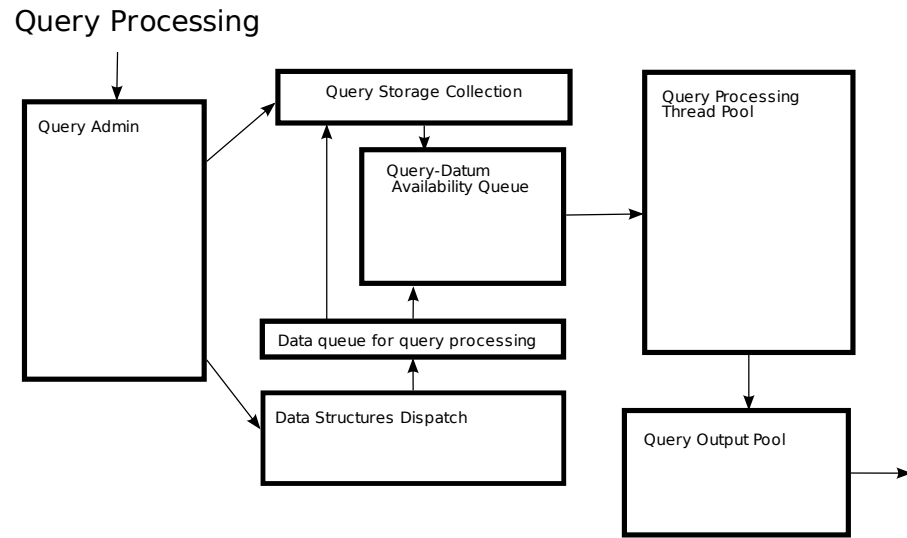 Query Processing
Query Admin
Query Storage Collection
Query-Datum
Availability Queue
Query Processing
Thread Pool
Data queue for query processing
Data Structures Dispatch
Query Output Pool